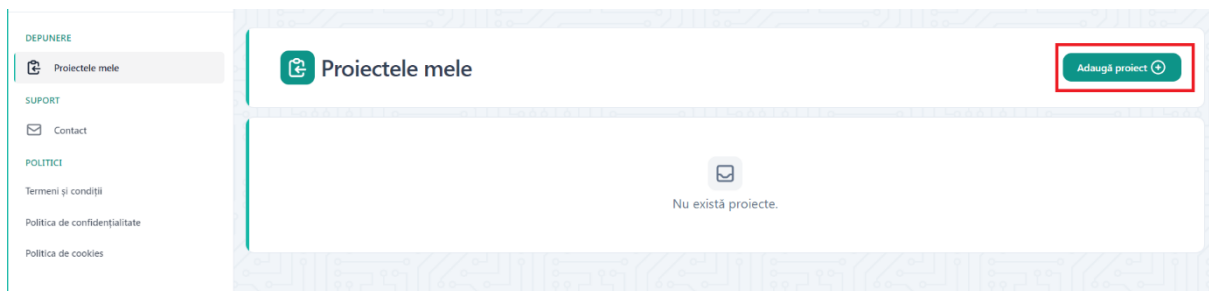 DEPUNERE
Proiectele mele
SUPORT
Contact
POLITICI
Termeni și condiții
Politica de confidențialitate
Politica de cookies
Proiectele mele
Adaugă proiect
Nu există proiecte.